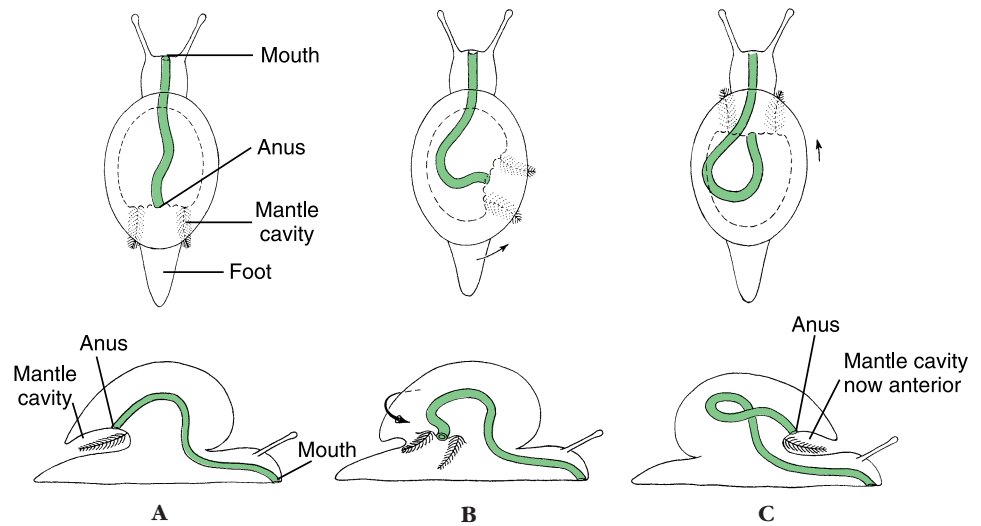 Mouth
Anus
Mantle
cavity
Foot
Anus
Mantle
cavity
Mouth
Anus
Mantle cavity
now anterior
A
B
C